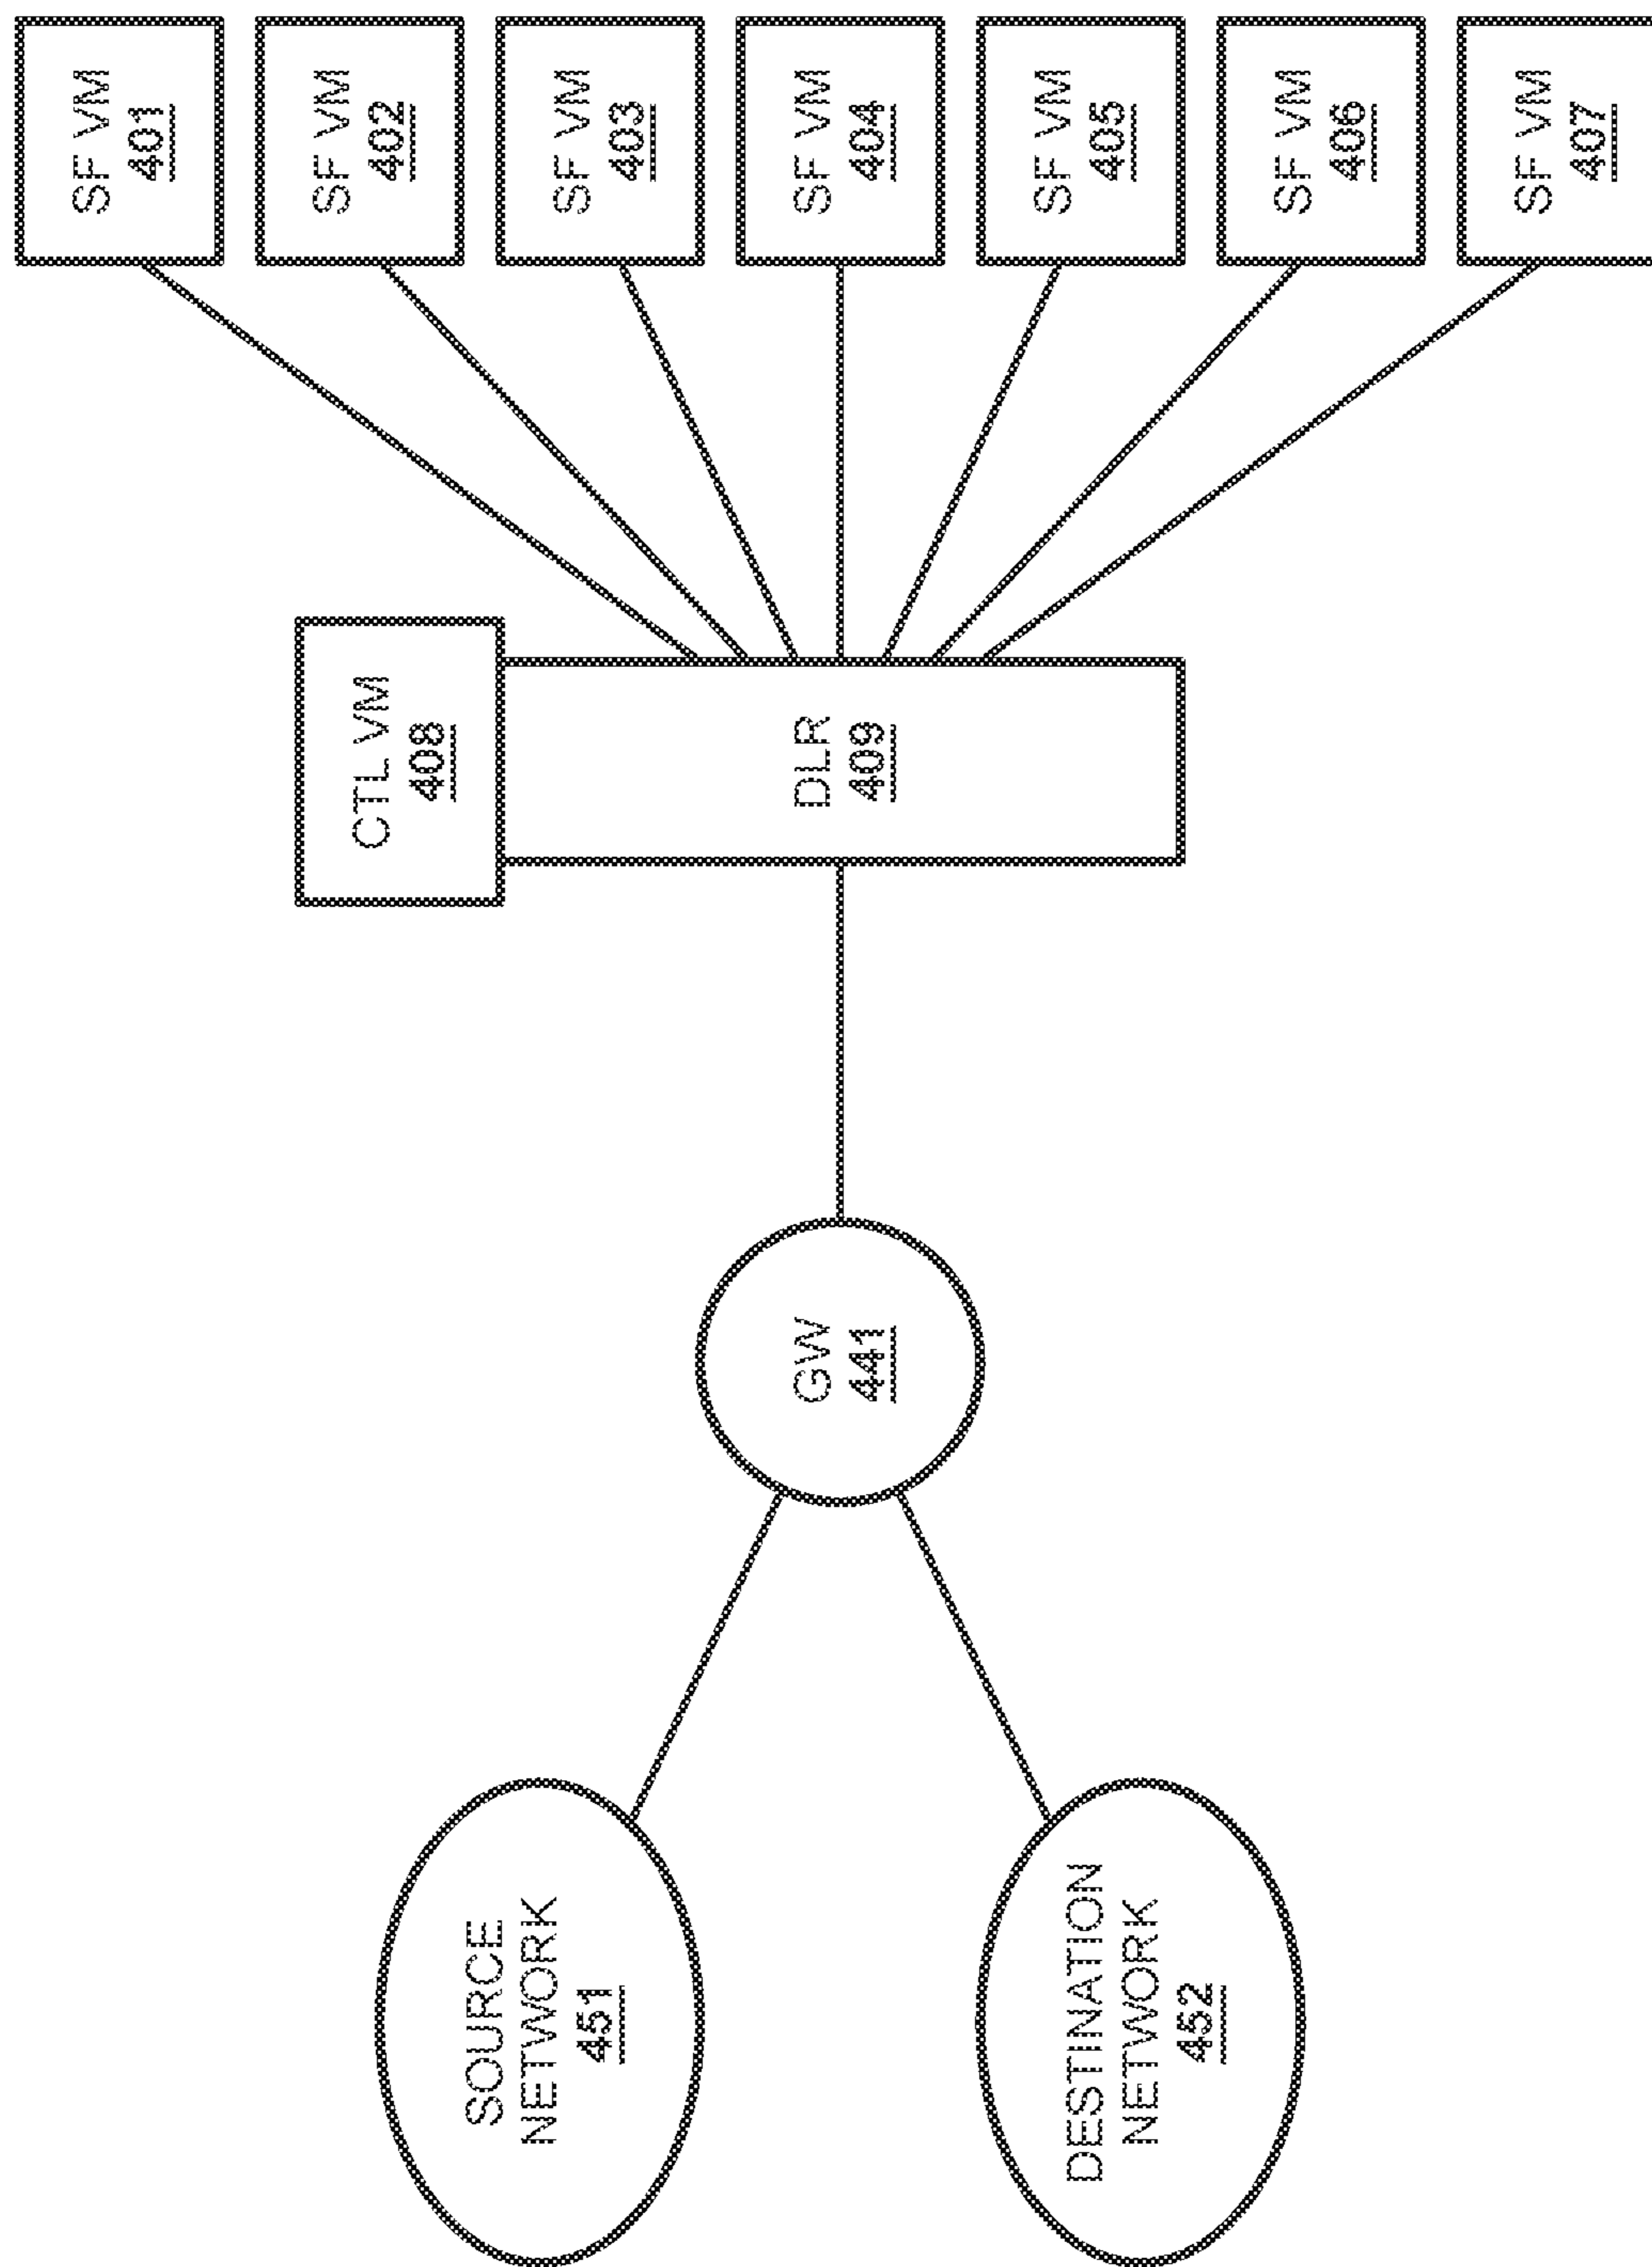 SF VM
401
SF VM
402
SF VM
403
SF VM
404
SF VM
405
SF VM
406
SF VM
407
CTL VM
408
DLR
409
GW
441
SOURCE
NETWORK
451
DESTINATION
NETWORK
452